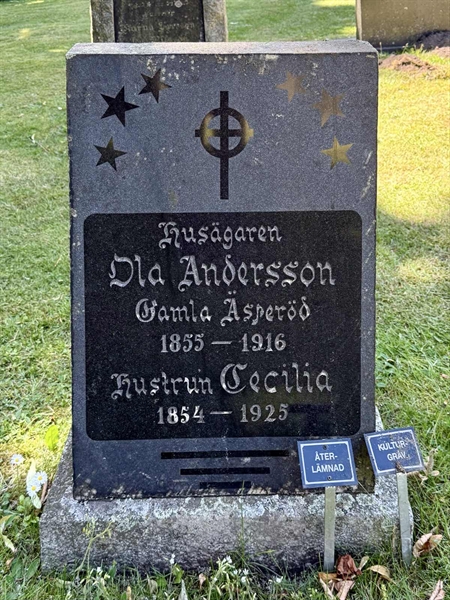 Husägaren
Ola Andersson
Gamla Äsperöd
1855 — 1916
Hustrun Cecilia
1854 — 1925
ÅTER-
LÄMNAD
KULTUR-
GRAV